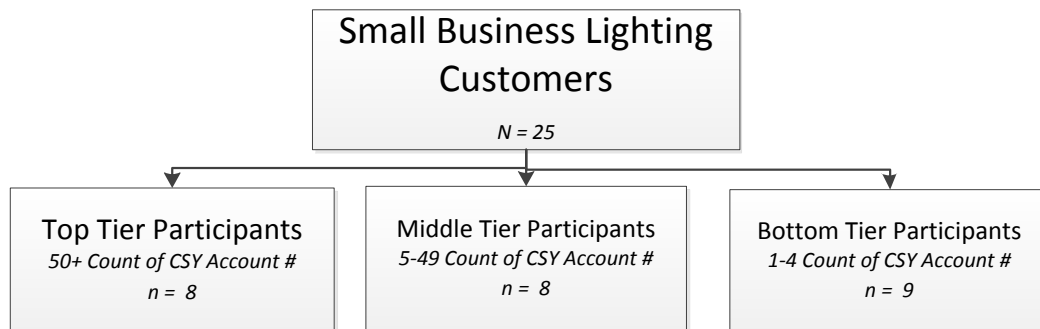 Small Business Lighting
Customers
N = 25
Top Tier Participants
50+ Count of CSY Account #
n = 8
Middle Tier Participants
5-49 Count of CSY Account #
n = 8
Bottom Tier Participants
1-4 Count of CSY Account #
n = 9